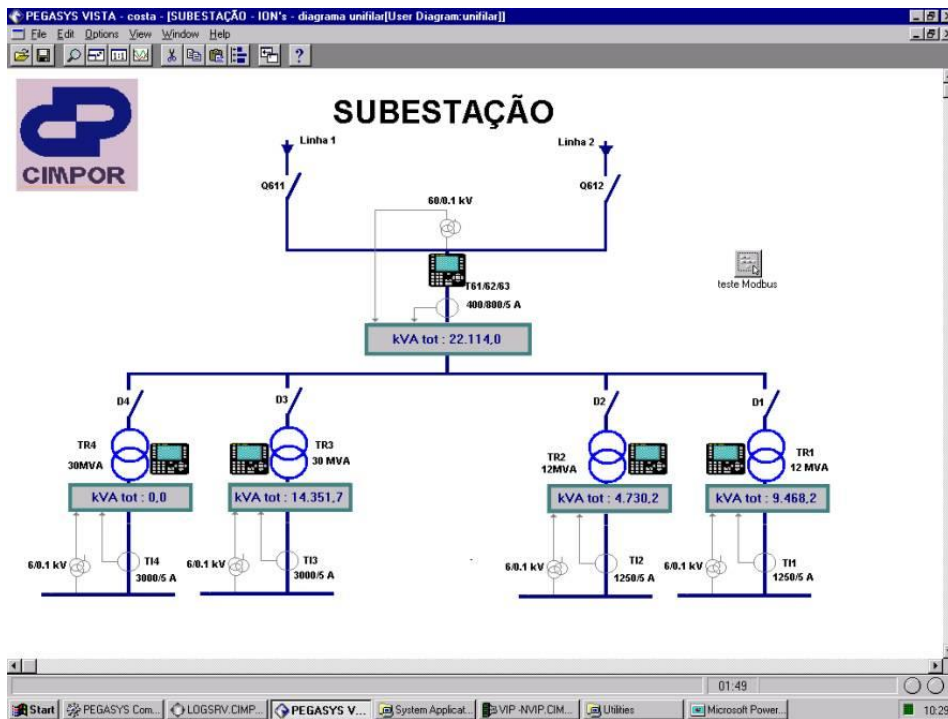 PEGASYS VISTA - costa - [SUBESTAÇÃO - ION's - diagrama unifilar[User Diagram:unifilar]]
File Edit Options View Window Help
CIMPOR
SUBESTAÇÃO
Linha 1
Linha 2
Q611
Q612
60/0.1 kV
T61/62/63
400/800/5 A
teste Modbus
kVA tot : 22.114,0
D4
D3
D2
D1
TR4
30MVA
TR3
30 MVA
TR2
12MVA
TR1
12 MVA
kVA tot : 0,0
kVA tot : 14.351,7
kVA tot : 4.730,2
kVA tot : 9.468,2
6/0.1 kV
TI4
3000/5 A
6/0.1 kV
TI3
3000/5 A
6/0.1 kV
TI2
1250/5 A
6/0.1 kV
TI1
1250/5 A
01:49
Start PEGASYS Com... LOGSRV.CIMP... PEGASYS V... System Applicat... VIP -NVIP.CIM... Utilities Microsoft Power...